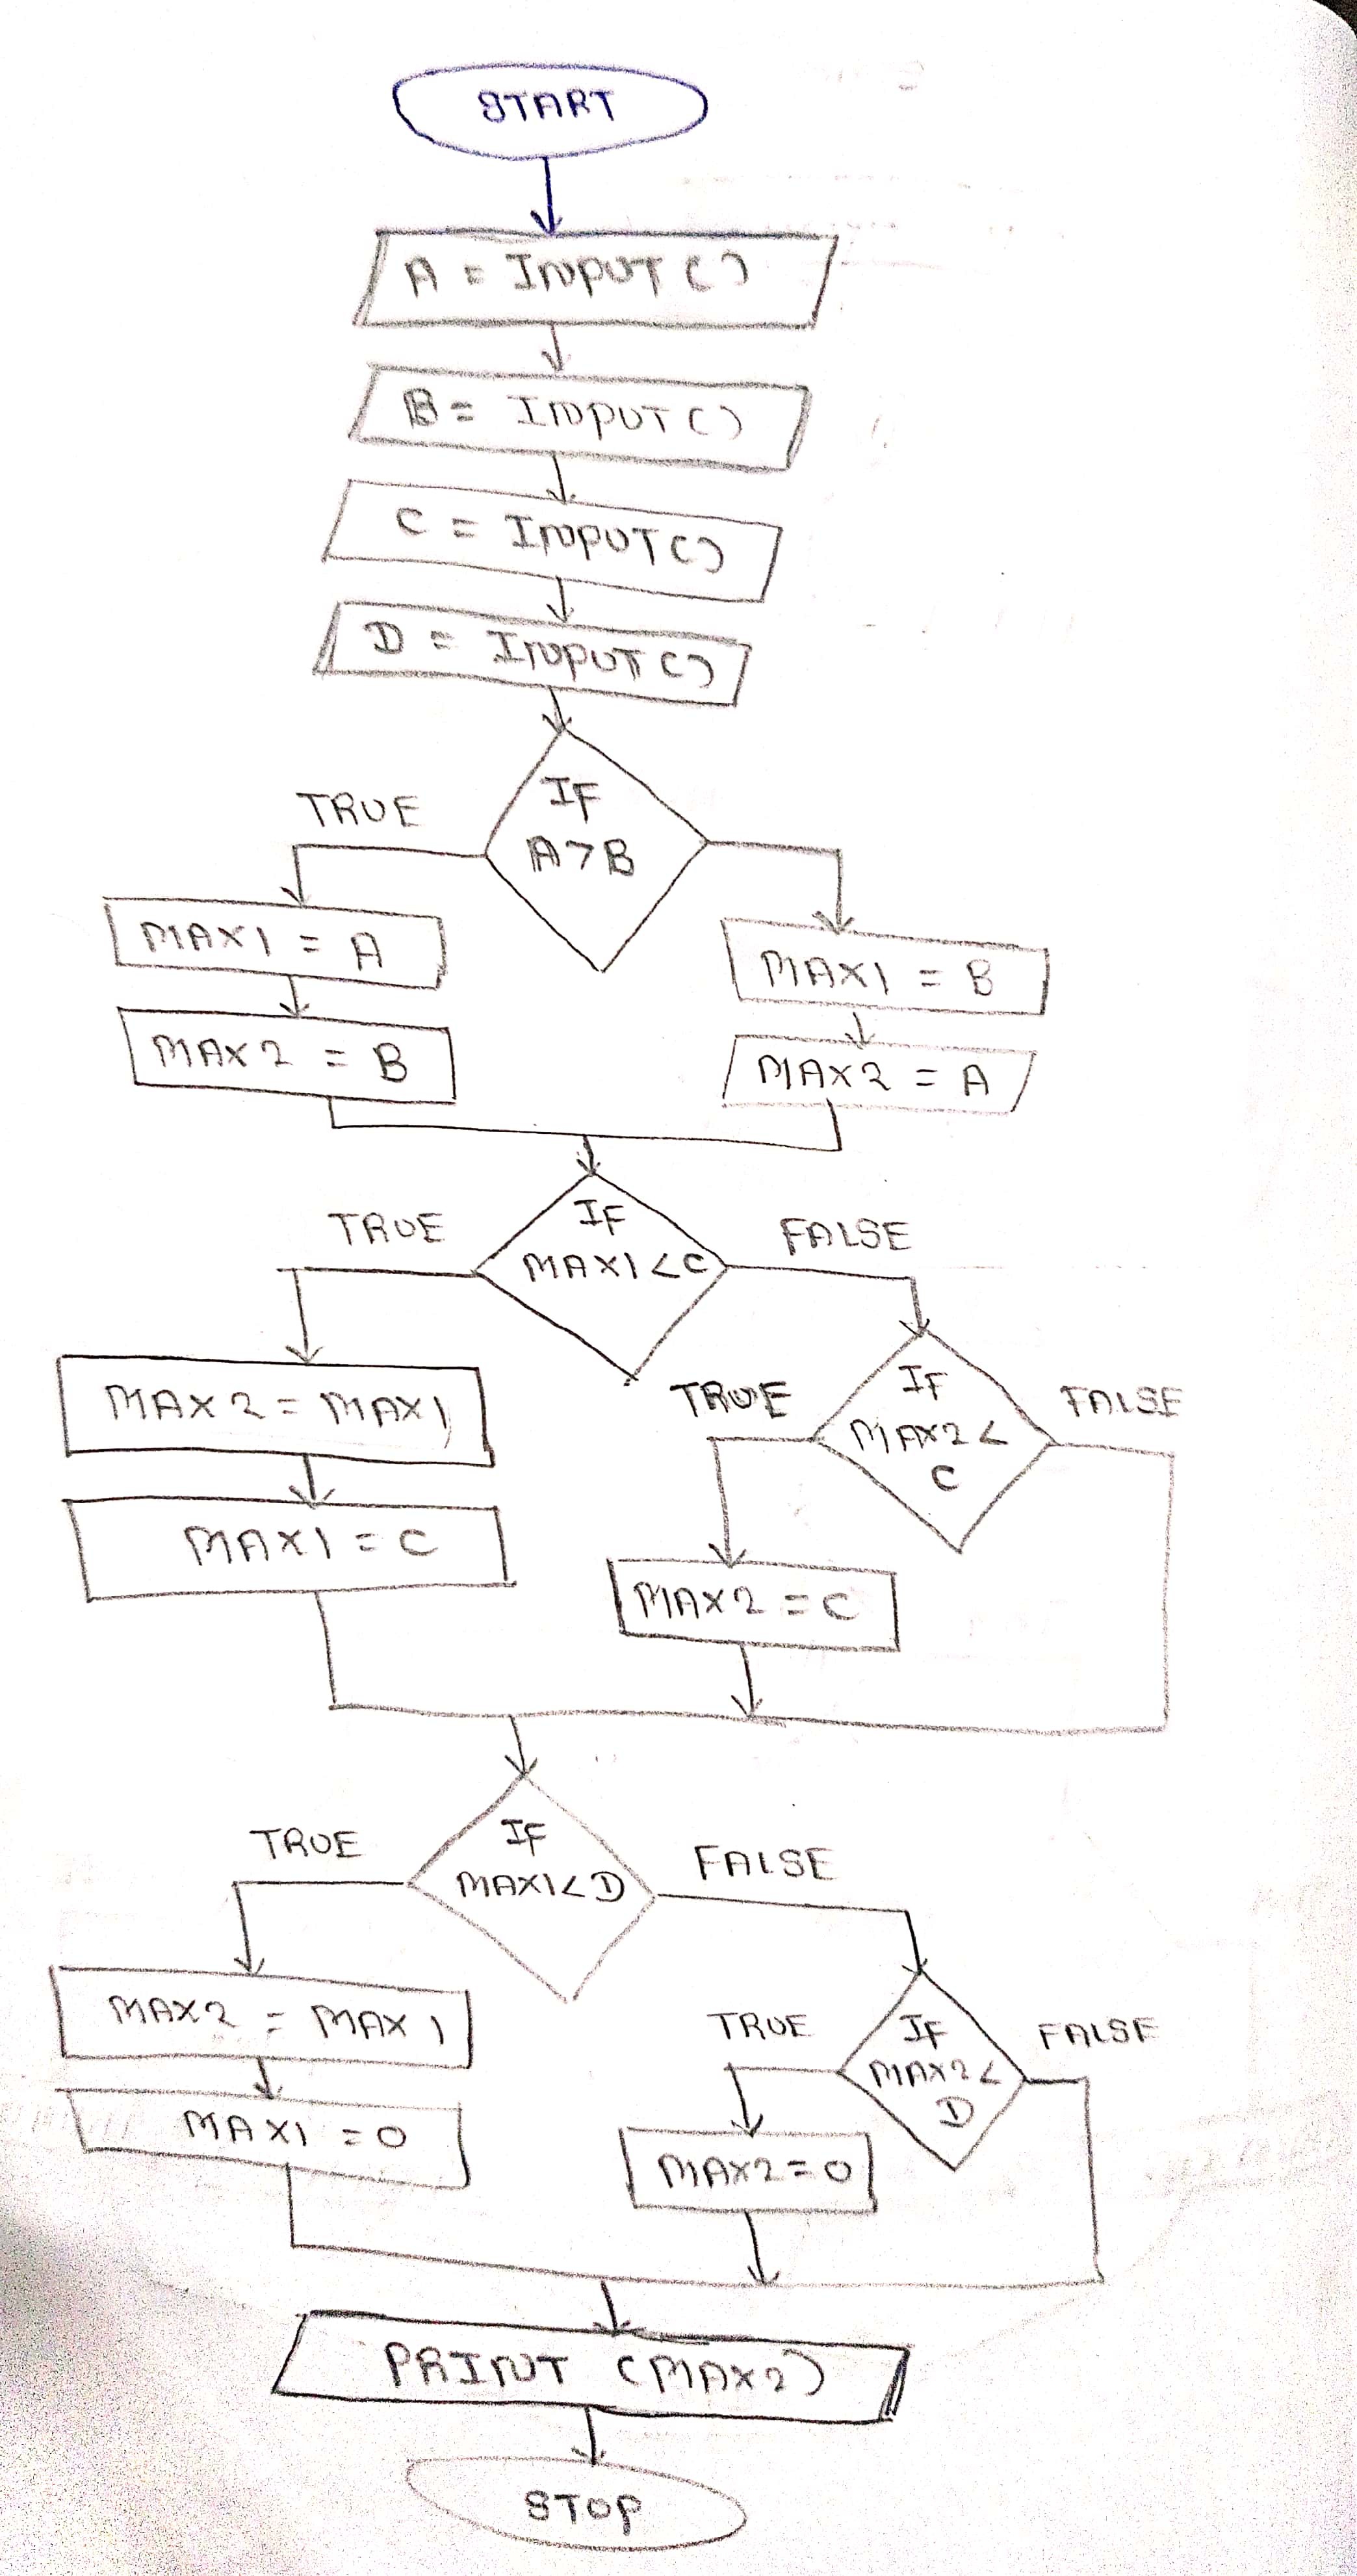 START
A = INPUT ()
B = INPUT ()
C = INPUT ()
D = INPUT ()
IF
A>B
TRUE
MAX1 = A
MAX2 = B
MAX1 = B
MAX2 = A
IF
MAX1<C
TRUE
FALSE
MAX2 = MAX1
MAX1 = C
IF
MAX2<
C
TRUE
FALSE
MAX2 = C
IF
MAX1<D
TRUE
FALSE
MAX2 = MAX1
MAX1 = 0
IF
MAX2<
D
TRUE
FALSE
MAX2 = 0
PRINT (MAX2)
STOP